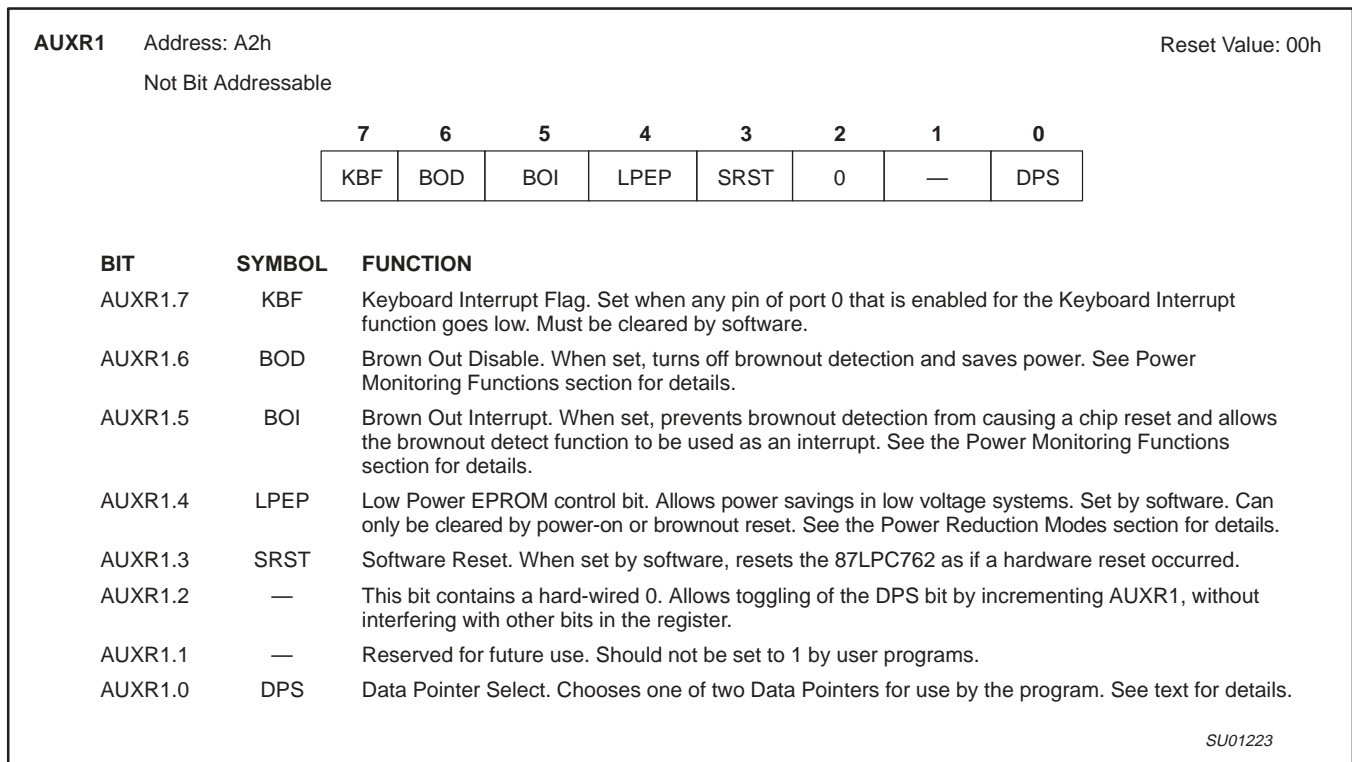 AUXR1 Address: A2h Reset Value: 00h
Not Bit Addressable
7 6 5 4 3 2 1 0
KBF BOD BOI LPEP SRST 0 — DPS
BIT SYMBOL FUNCTION
AUXR1.7 KBF Keyboard Interrupt Flag. Set when any pin of port 0 that is enabled for the Keyboard Interrupt
function goes low. Must be cleared by software.
AUXR1.6 BOD Brown Out Disable. When set, turns off brownout detection and saves power. See Power
Monitoring Functions section for details.
AUXR1.5 BOI Brown Out Interrupt. When set, prevents brownout detection from causing a chip reset and allows
the brownout detect function to be used as an interrupt. See the Power Monitoring Functions
section for details.
AUXR1.4 LPEP Low Power EPROM control bit. Allows power savings in low voltage systems. Set by software. Can
only be cleared by power-on or brownout reset. See the Power Reduction Modes section for details.
AUXR1.3 SRST Software Reset. When set by software, resets the 87LPC762 as if a hardware reset occurred.
AUXR1.2 — This bit contains a hard-wired 0. Allows toggling of the DPS bit by incrementing AUXR1, without
interfering with other bits in the register.
AUXR1.1 — Reserved for future use. Should not be set to 1 by user programs.
AUXR1.0 DPS Data Pointer Select. Chooses one of two Data Pointers for use by the program. See text for details.
SU01223